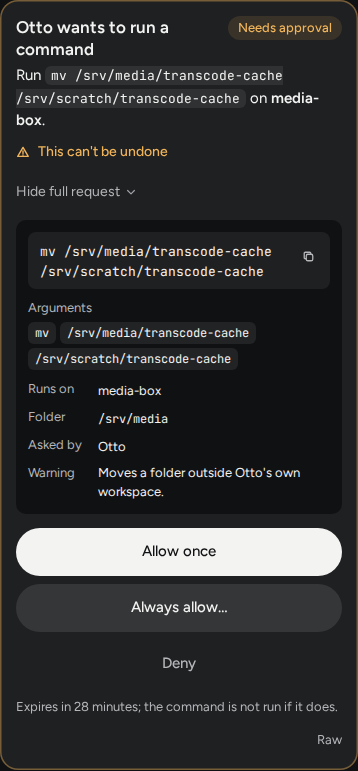 Otto wants to run a
command
Needs approval
Run mv /srv/media/transcode-cache
/srv/scratch/transcode-cache on media-
box.
This can't be undone
Hide full request
mv /srv/media/transcode-cache
/srv/scratch/transcode-cache
Arguments
mv /srv/media/transcode-cache
/srv/scratch/transcode-cache
Runs on media-box
Folder /srv/media
Asked by Otto
Warning Moves a folder outside Otto's own
workspace.
Allow once
Always allow...
Deny
Expires in 28 minutes; the command is not run if it does.
Raw